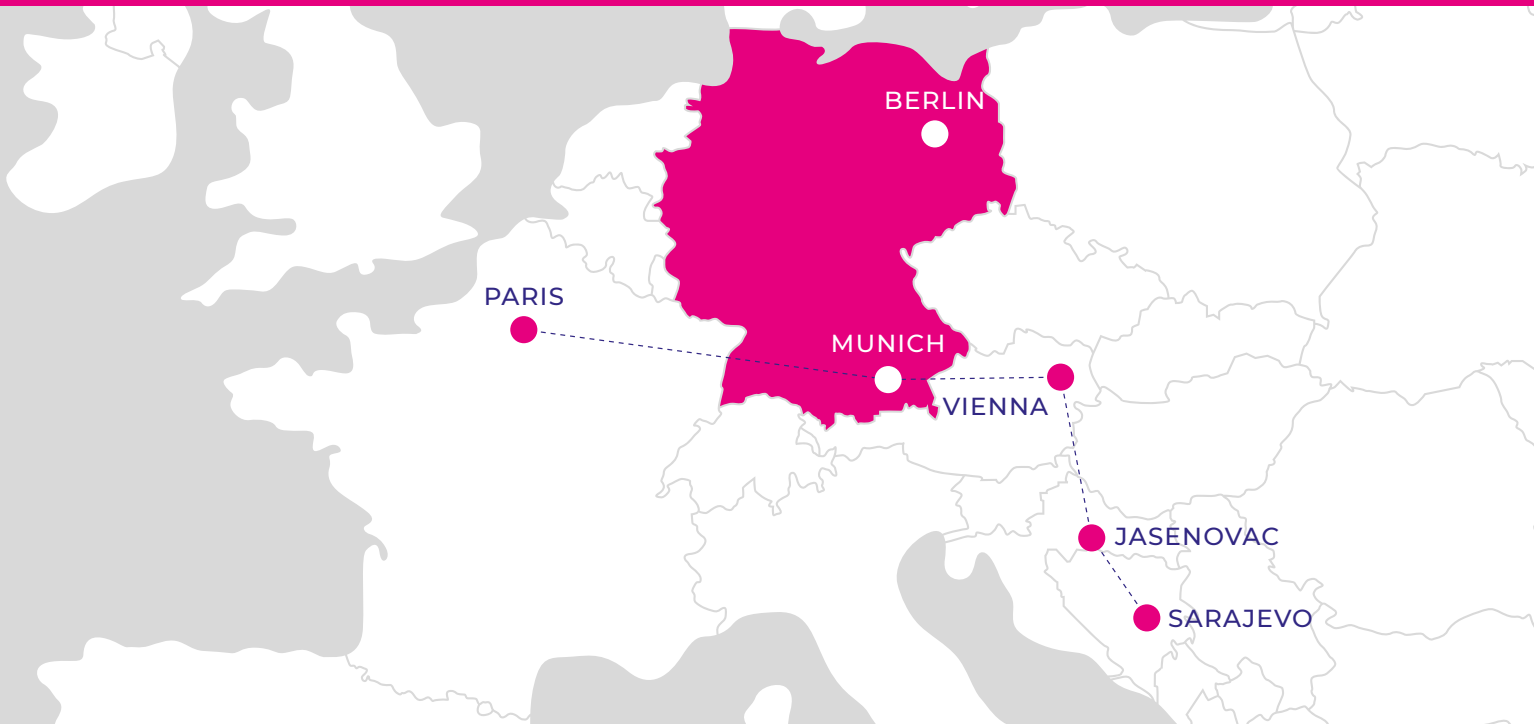 BERLIN
PARIS
MUNICH
VIENNA
JASENOVAC
SARAJEVO